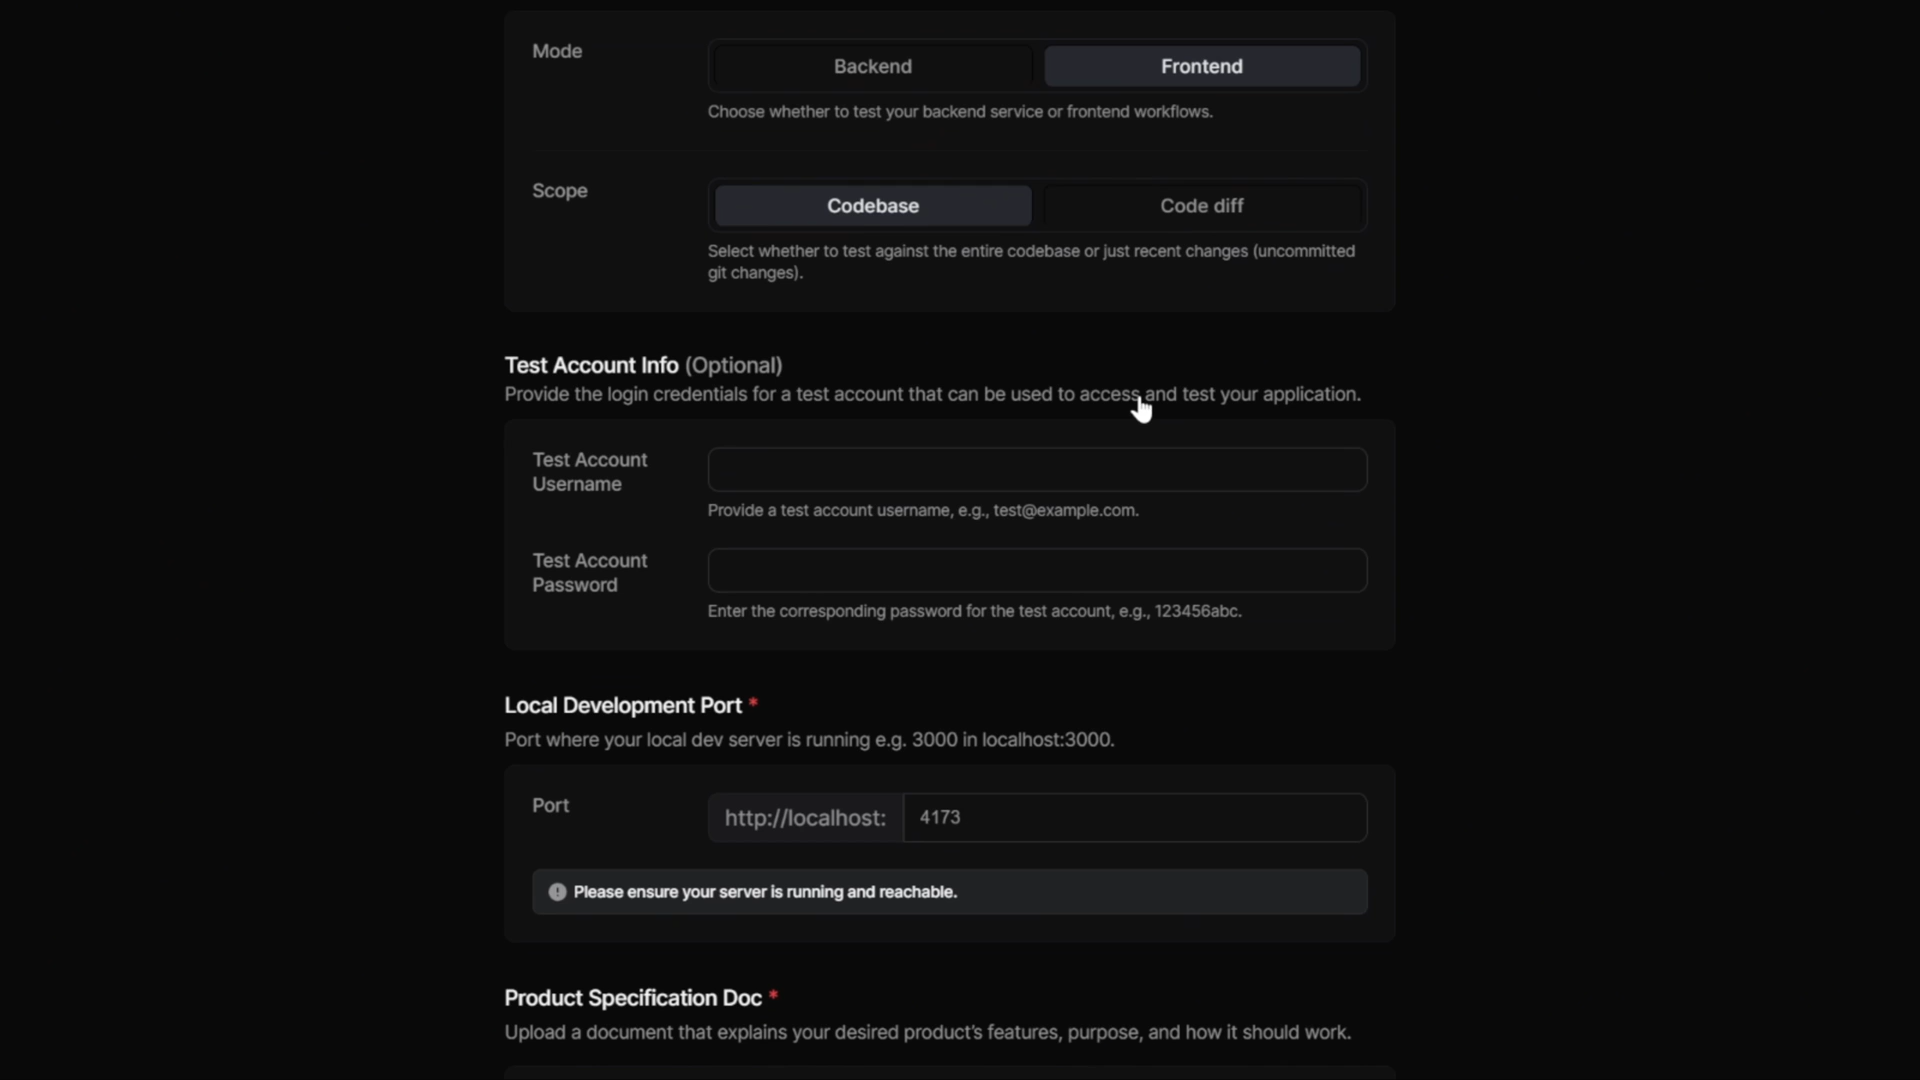 Mode
Backend
Frontend
Choose whether to test your backend service or frontend workflows.
Scope
Codebase
Code diff
Select whether to test against the entire codebase or just recent changes (uncommitted
git changes).
Test Account Info (Optional)
Provide the login credentials for a test account that can be used to access and test your application.
Test Account
Username
Provide a test account username, e.g., test@example.com.
Test Account
Password
Enter the corresponding password for the test account, e.g., 123456abc.
Local Development Port *
Port where your local dev server is running e.g. 3000 in localhost:3000.
Port
http://localhost:
4173
Please ensure your server is running and reachable.
Product Specification Doc *
Upload a document that explains your desired product's features, purpose, and how it should work.